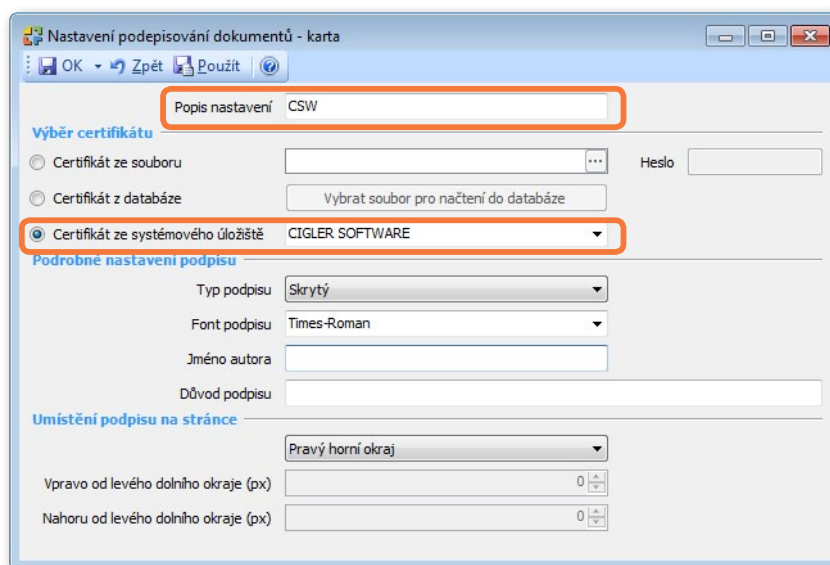 Nastavení podepisování dokumentů - karta
OK Zpět Použít
Popis nastavení CSW
Výběr certifikátu
Certifikát ze souboru ... Heslo
Certifikát z databáze Vybrat soubor pro načtení do databáze
Certifikát ze systémového úložiště CIGLER SOFTWARE
Podrobné nastavení podpisu
Typ podpisu Skrytý
Font podpisu Times-Roman
Jméno autora
Důvod podpisu
Umístění podpisu na stránce
Pravý horní okraj
Vpravo od levého dolního okraje (px) 0
Nahoru od levého dolního okraje (px) 0